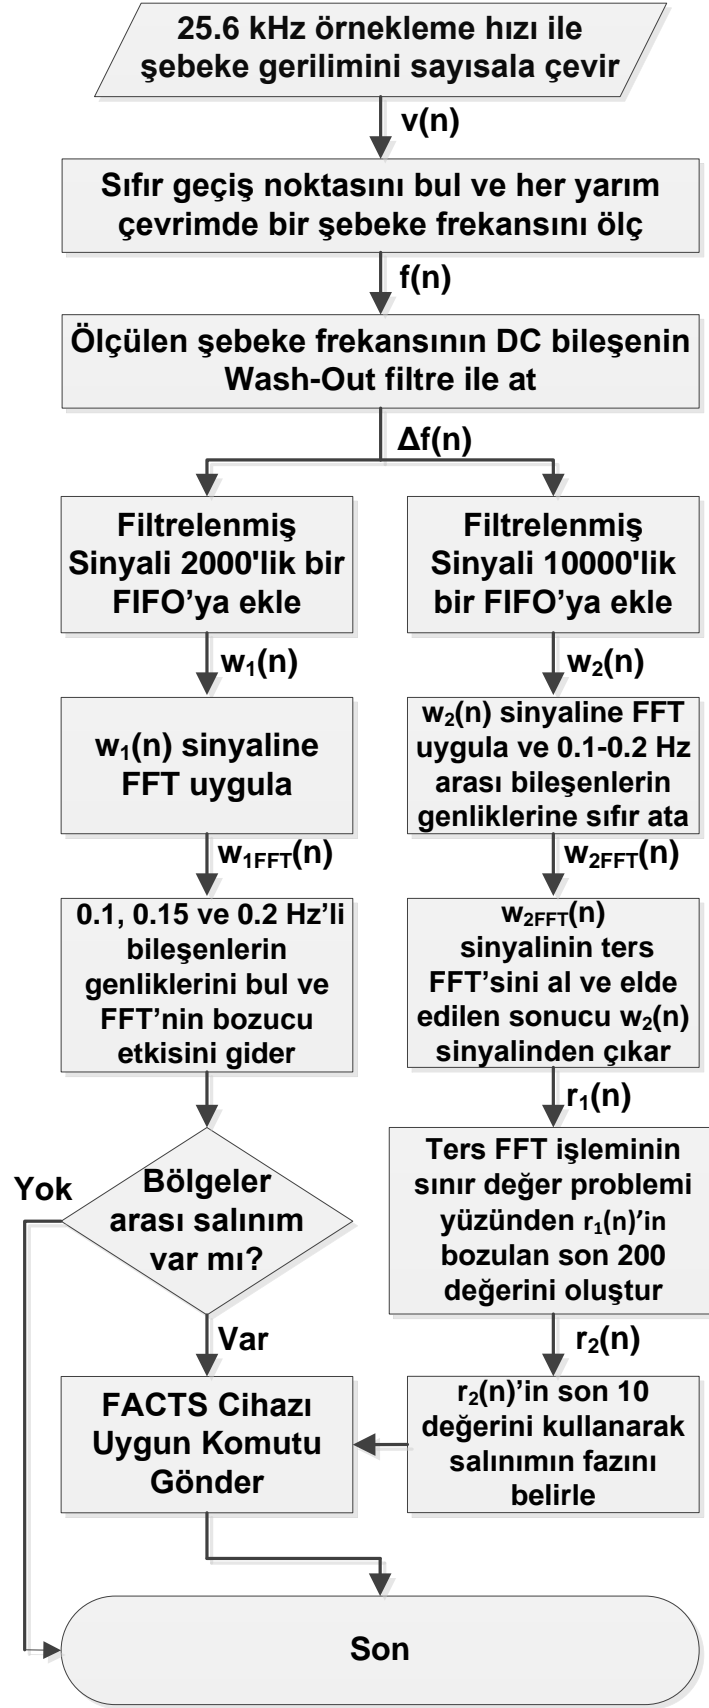 25.6 kHz örnekleme hızı ile
şebeke gerilimini sayısala çevir
v(n)
Sıfır geçiş noktasını bul ve her yarım
çevrimde bir şebeke frekansını ölç
f(n)
Ölçülen şebeke frekansının DC bileşenin
Wash-Out filtre ile at
Δf(n)
Filtrelenmiş
Sinyali 2000'lik bir
FIFO’ya ekle
w₁(n)
w₁(n) sinyaline
FFT uygula
w₁FFT(n)
0.1, 0.15 ve 0.2 Hz’li
bileşenlerin
genliklerini bul ve
FFT’nin bozucu
etkisini gider
Bölgeler
arası salınım
var mı?
Yok
Var
Filtrelenmiş
Sinyali 10000'lik
bir FIFO’ya ekle
w₂(n)
w₂(n) sinyaline FFT
uygula ve 0.1-0.2 Hz
arası bileşenlerin
genliklerine sıfır ata
w₂FFT(n)
w₂FFT(n)
sinyalinin ters
FFT’sini al ve elde
edilen sonucu w₂(n)
sinyalinden çıkar
r₁(n)
Ters FFT işleminin
sınır değer problemi
yüzünden r₁(n)’in
bozulan son 200
değerini oluştur
r₂(n)
r₂(n)’in son 10
değerini kullanarak
salınımın fazını
belirle
FACTS Cihazı
Uygun Komutu
Gönder
Son